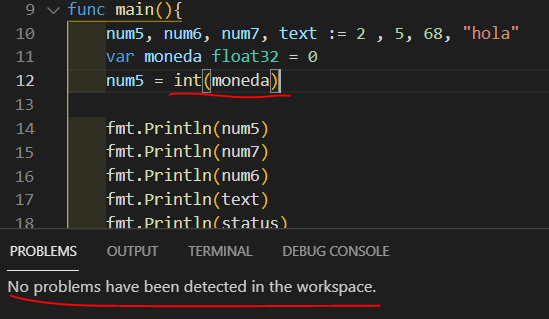 9 func main(){
10 num5, num6, num7, text := 2 , 5, 68, "hola"
11 var moneda float32 = 0
12 num5 = int(moneda)
13
14 fmt.Println(num5)
15 fmt.Println(num7)
16 fmt.Println(num6)
17 fmt.Println(text)
18 fmt.Println(status)
PROBLEMS OUTPUT TERMINAL DEBUG CONSOLE
No problems have been detected in the workspace.